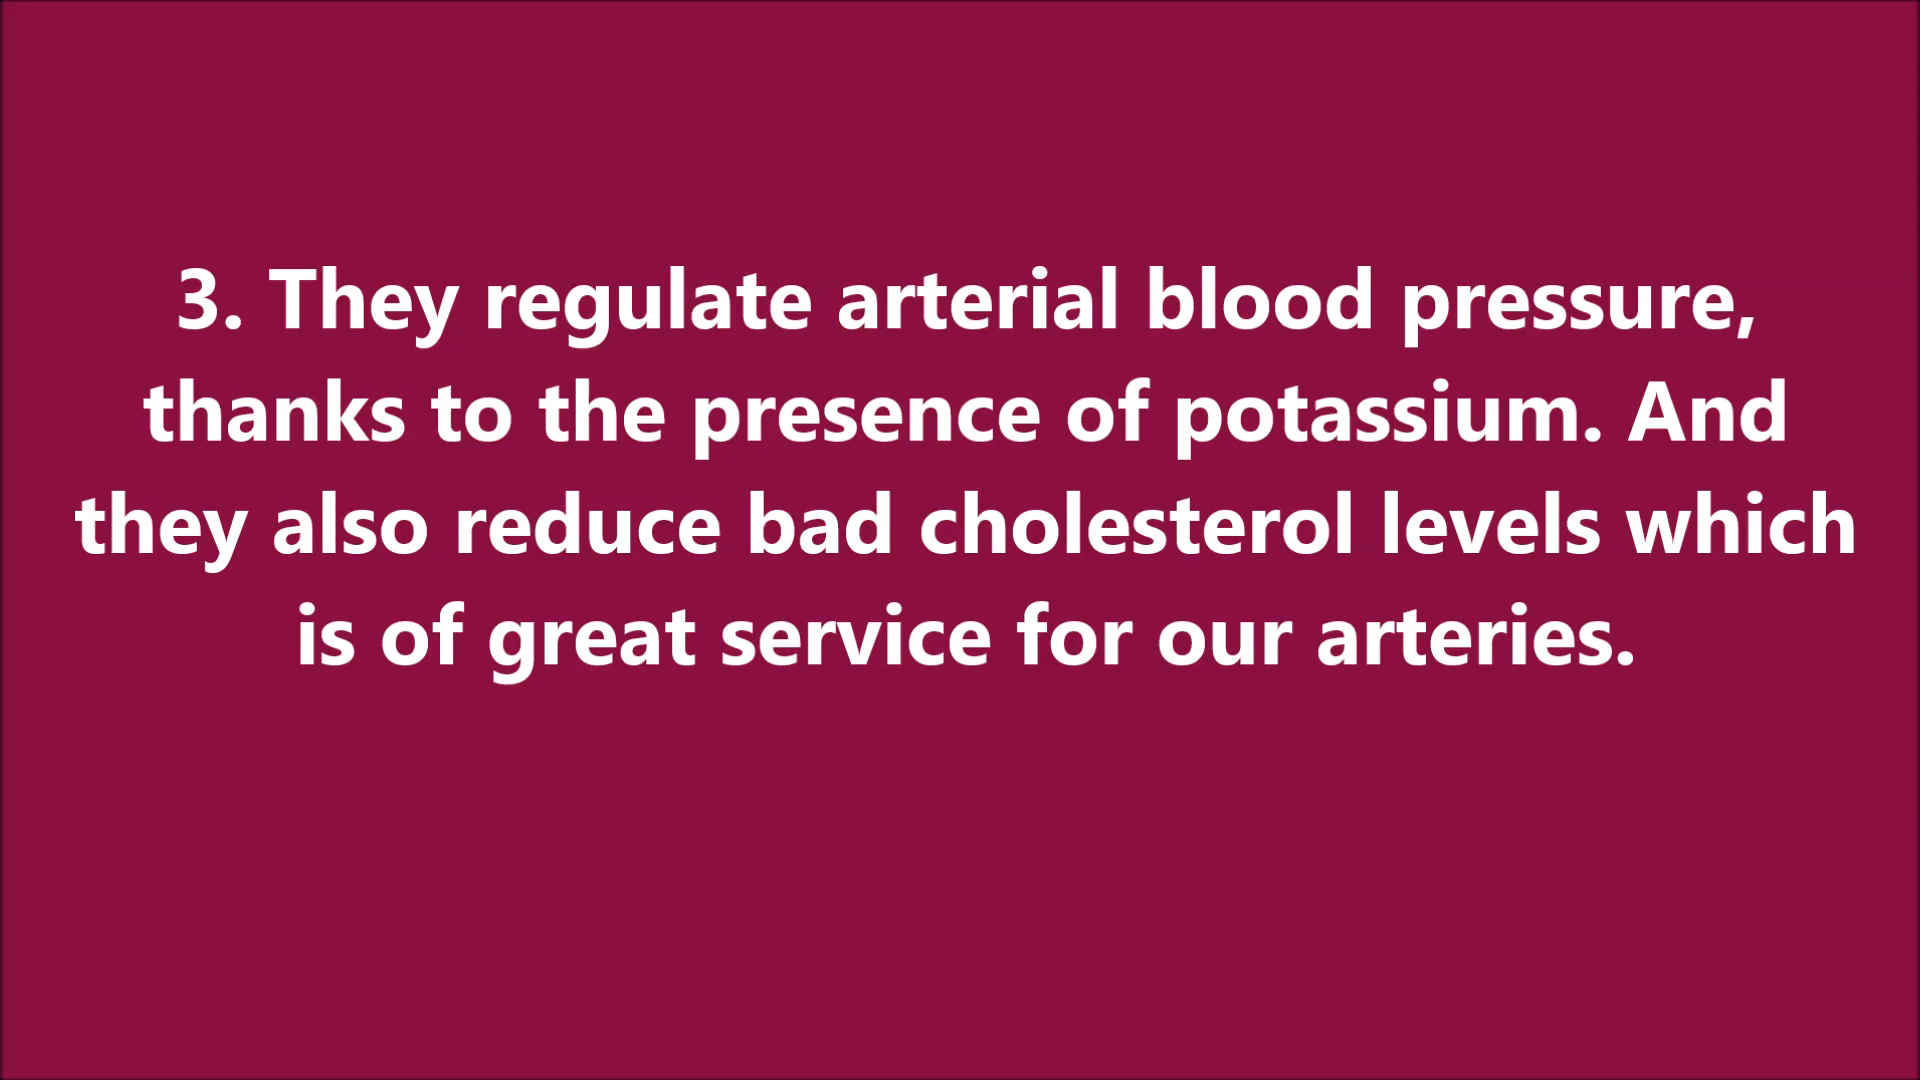 3. They regulate arterial blood pressure,
thanks to the presence of potassium. And
they also reduce bad cholesterol levels which
is of great service for our arteries.